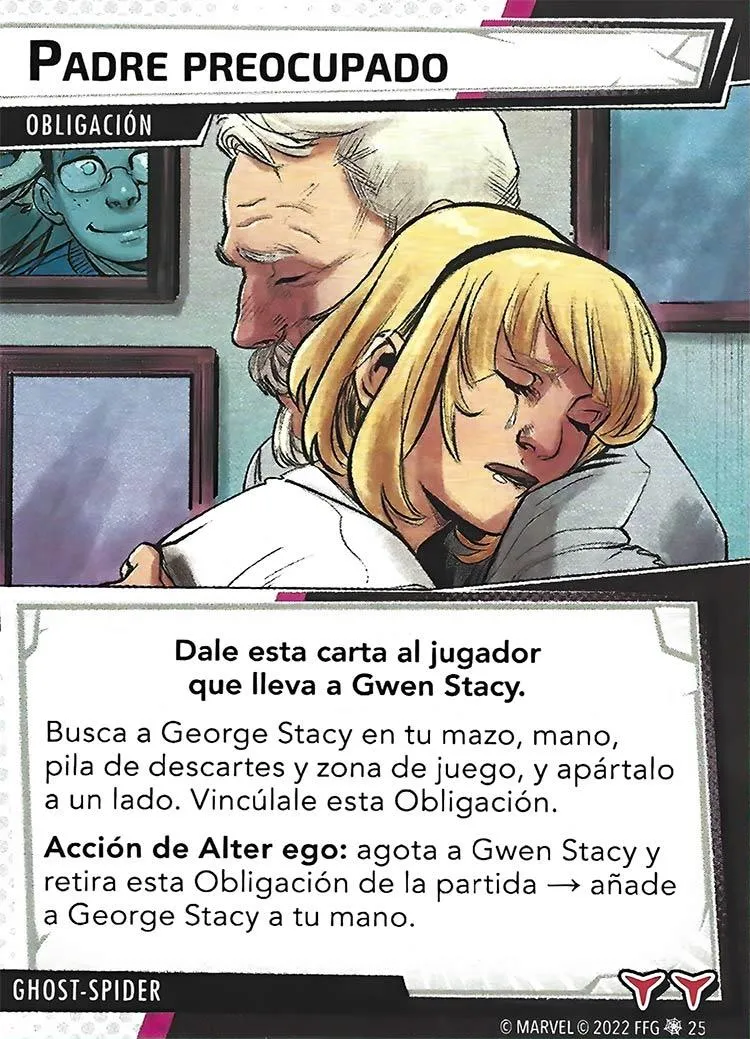 PADRE PREOCUPADO
OBLIGACIÓN
Dale esta carta al jugador
que lleva a Gwen Stacy.
Busca a George Stacy en tu mazo, mano,
pila de descartes y zona de juego, y apártalo
a un lado. Vincúlale esta Obligación.
Acción de Alter ego: agota a Gwen Stacy y
retira esta Obligación de la partida → añade
a George Stacy a tu mano.
GHOST-SPIDER
© MARVEL © 2022 FFG 25